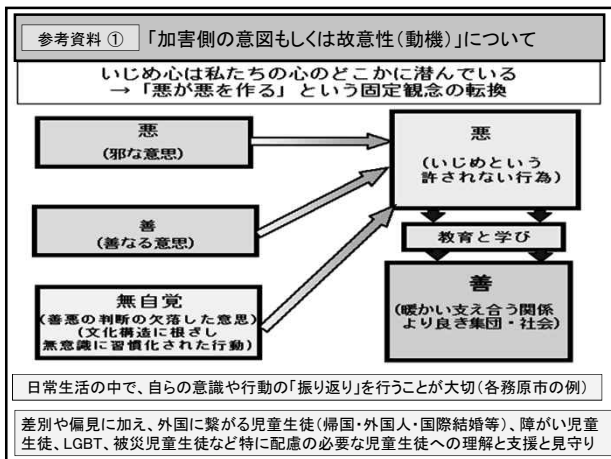 参考資料 ① 「加害側の意図もしくは故意性(動機)」について
いじめ心は私たちの心のどこかに潜んでいる
→ 「悪が悪を作る」という固定観念の転換
悪
(邪な意思)
善
(善なる意思)
無自覚
(善悪の判断の欠落した意思)
(文化構造に根ざし
無意識に習慣化された行動)
悪
(いじめという
許されない行為)
教育と学び
善
(暖かい支え合う関係
より良き集団・社会)
日常生活の中で、自らの意識や行動の「振り返り」を行うことが大切(各務原市の例)
差別や偏見に加え、外国に繋がる児童生徒(帰国・外国人・国際結婚等)、障がい児童
生徒、LGBT、被災児童生徒など特に配慮の必要な児童生徒への理解と支援と見守り